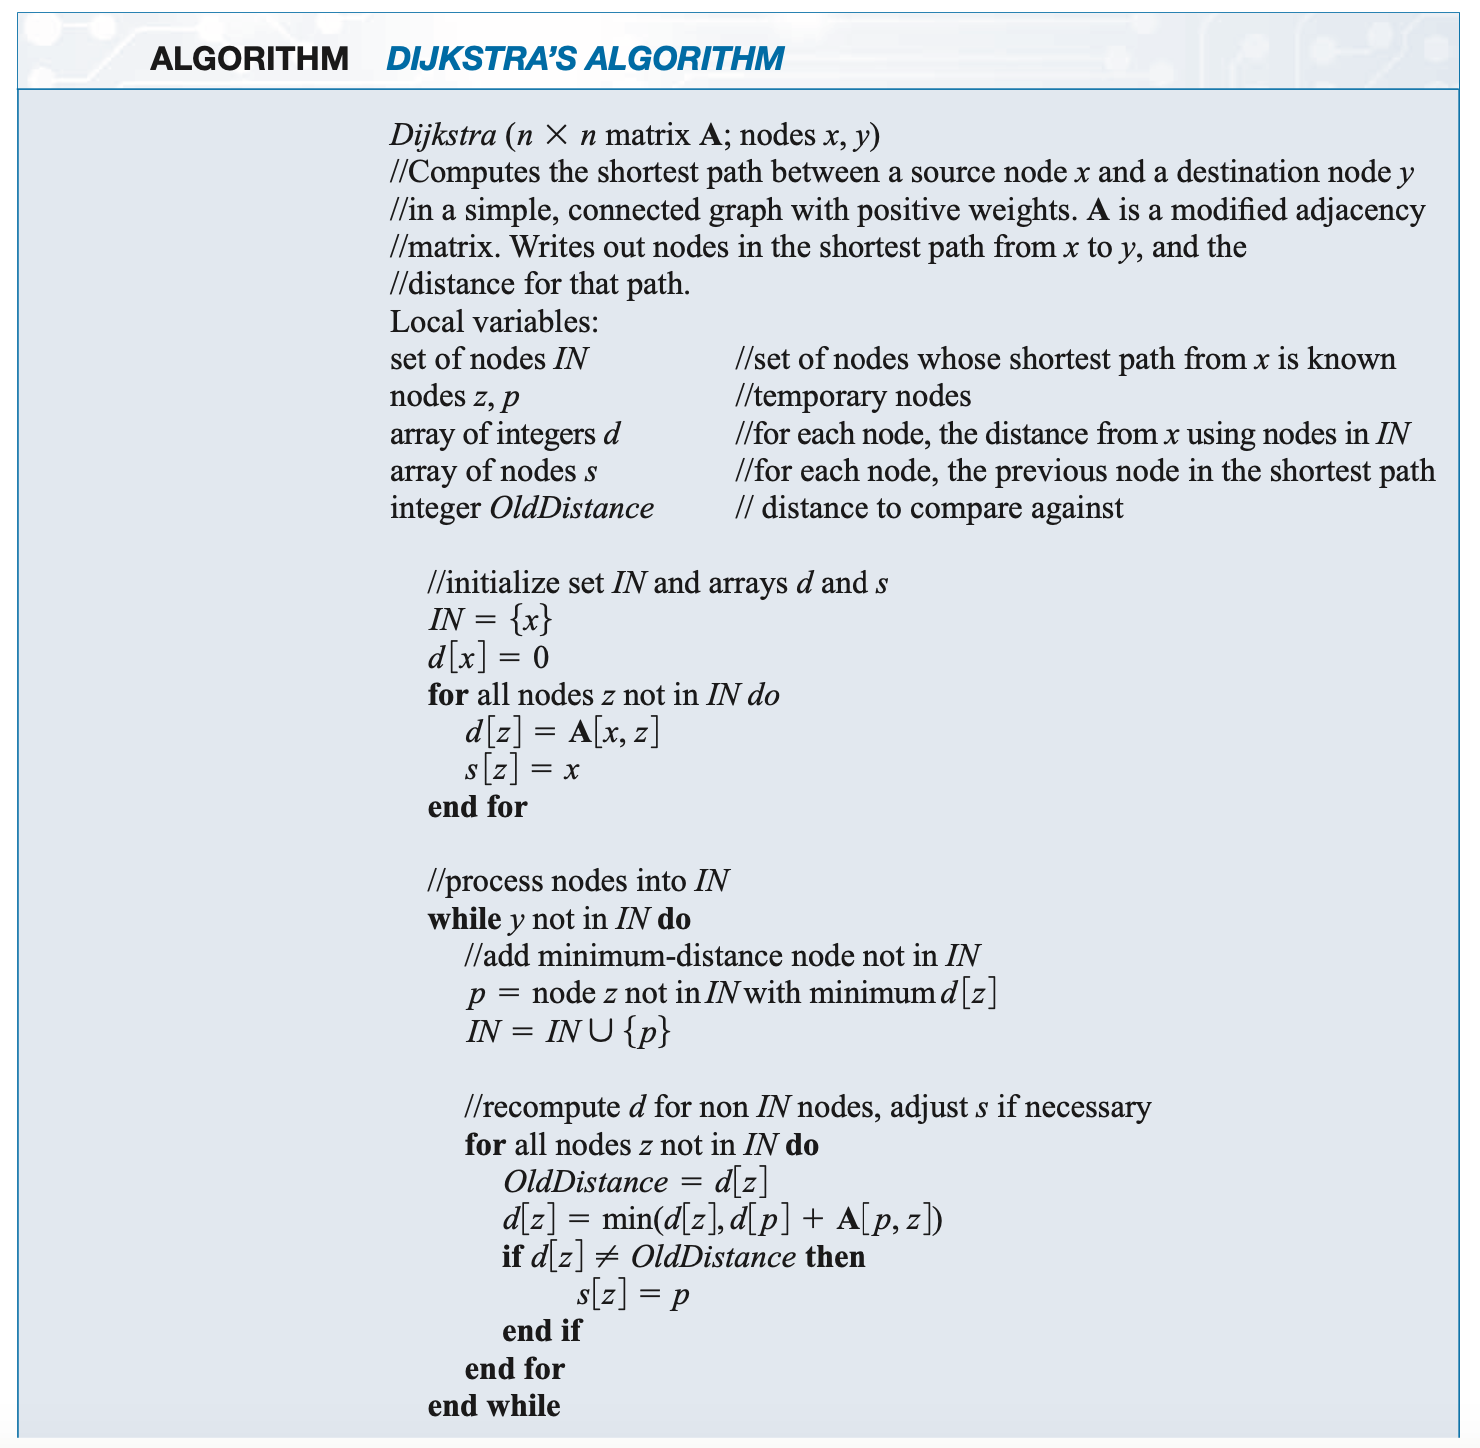 ALGORITHM DIJKSTRA’S ALGORITHM
Dijkstra (n × n matrix A; nodes x, y)
//Computes the shortest path between a source node x and a destination node y
//in a simple, connected graph with positive weights. A is a modified adjacency
//matrix. Writes out nodes in the shortest path from x to y, and the
//distance for that path.
Local variables:
set of nodes IN //set of nodes whose shortest path from x is known
nodes z, p //temporary nodes
array of integers d //for each node, the distance from x using nodes in IN
array of nodes s //for each node, the previous node in the shortest path
integer OldDistance // distance to compare against
//initialize set IN and arrays d and s
IN = {x}
d[x] = 0
for all nodes z not in IN do
d[z] = A[x, z]
s[z] = x
end for
//process nodes into IN
while y not in IN do
//add minimum-distance node not in IN
p = node z not in IN with minimum d[z]
IN = IN ∪ {p}
//recompute d for non IN nodes, adjust s if necessary
for all nodes z not in IN do
OldDistance = d[z]
d[z] = min(d[z], d[p] + A[p, z])
if d[z] ≠ OldDistance then
s[z] = p
end if
end for
end while